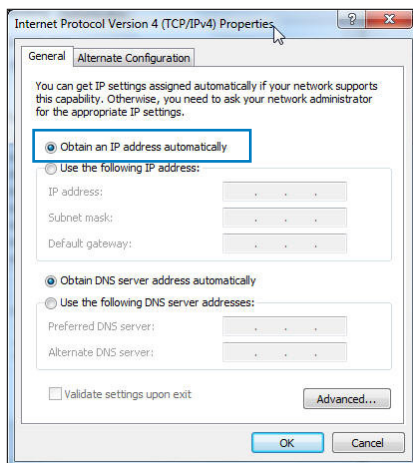 Internet Protocol Version 4 (TCP/IPv4) Properties
General
Alternate Configuration
You can get IP settings assigned automatically if your network supports
this capability. Otherwise, you need to ask your network administrator
for the appropriate IP settings.
Obtain an IP address automatically
Use the following IP address:
IP address:
Subnet mask:
Default gateway:
Obtain DNS server address automatically
Use the following DNS server addresses:
Preferred DNS server:
Alternate DNS server:
Validate settings upon exit
Advanced...
OK
Cancel